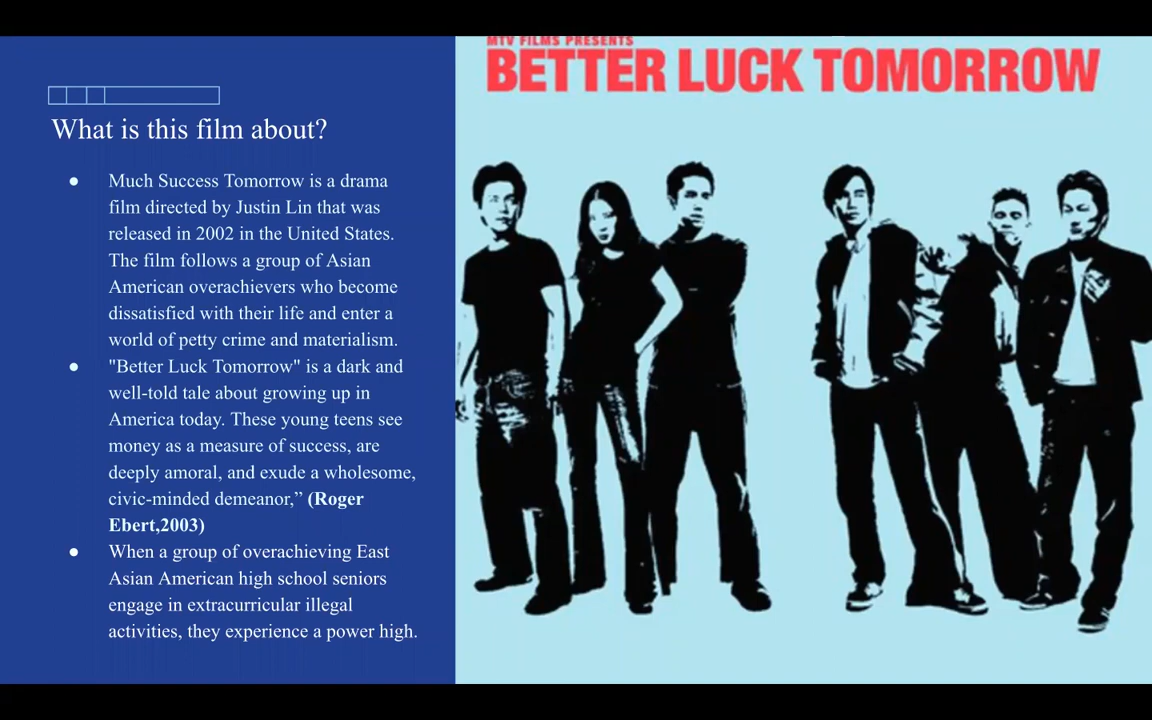 What is this film about?
● Much Success Tomorrow is a drama
film directed by Justin Lin that was
released in 2002 in the United States.
The film follows a group of Asian
American overachievers who become
dissatisfied with their life and enter a
world of petty crime and materialism.
● "Better Luck Tomorrow" is a dark and
well-told tale about growing up in
America today. These young teens see
money as a measure of success, are
deeply amoral, and exude a wholesome,
civic-minded demeanor,” (Roger
Ebert,2003)
● When a group of overachieving East
Asian American high school seniors
engage in extracurricular illegal
activities, they experience a power high.
MTV FILMS PRESENTS
BETTER LUCK TOMORROW